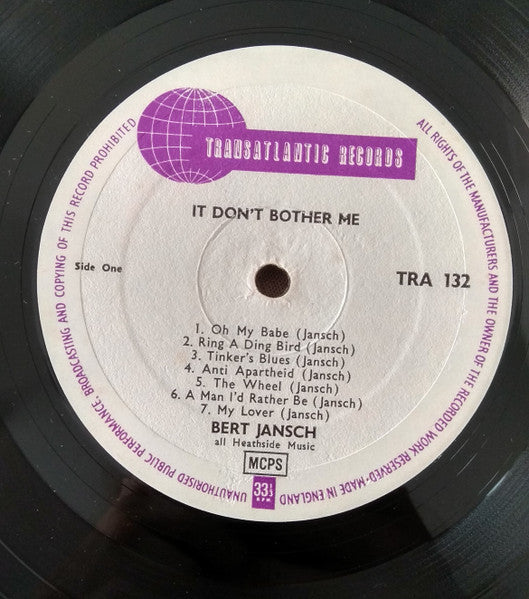 TRANSATLANTIC RECORDS
IT DON'T BOTHER ME
Side One
TRA 132
1. Oh My Babe (Jansch)
2. Ring A Ding Bird (Jansch)
3. Tinker's Blues (Jansch)
4. Anti Apartheid (Jansch)
5. The Wheel (Jansch)
6. A Man I'd Rather Be (Jansch)
7. My Lover (Jansch)
BERT JANSCH
all Heathside Music
MCPS
33⅓
R.P.M.
ALL RIGHTS OF THE MANUFACTURERS AND THE OWNER OF THE RECORDED WORK RESERVED·MADE IN ENGLAND
UNAUTHORISED PUBLIC PERFORMANCE, BROADCASTING AND COPYING OF THIS RECORD PROHIBITED